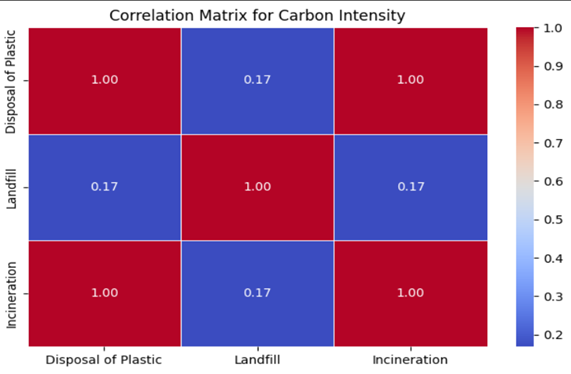 Correlation Matrix for Carbon Intensity
Disposal of Plastic
1.00 0.17 1.00
Landfill
0.17 1.00 0.17
Incineration
1.00 0.17 1.00
Disposal of Plastic Landfill Incineration
1.0
0.9
0.8
0.7
0.6
0.5
0.4
0.3
0.2